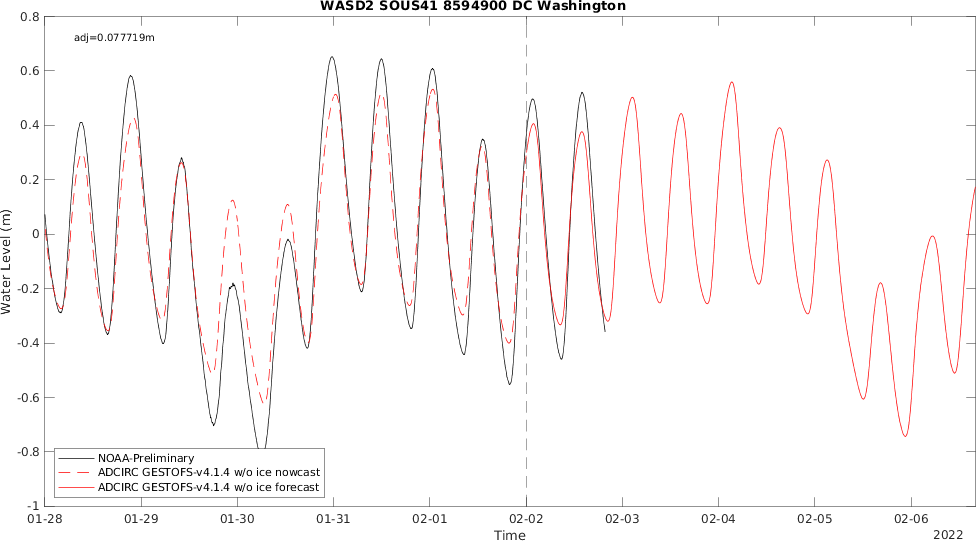 WASD2 SOUS41 8594900 DC Washington
adj=0.077719m
0.8
0.6
0.4
0.2
0
-0.2
-0.4
-0.6
-0.8
-1
Water Level (m)
NOAA-Preliminary
ADCIRC GESTOFS-v4.1.4 w/o ice nowcast
ADCIRC GESTOFS-v4.1.4 w/o ice forecast
01-28 01-29 01-30 01-31 02-01 02-02 02-03 02-04 02-05 02-06
Time
2022